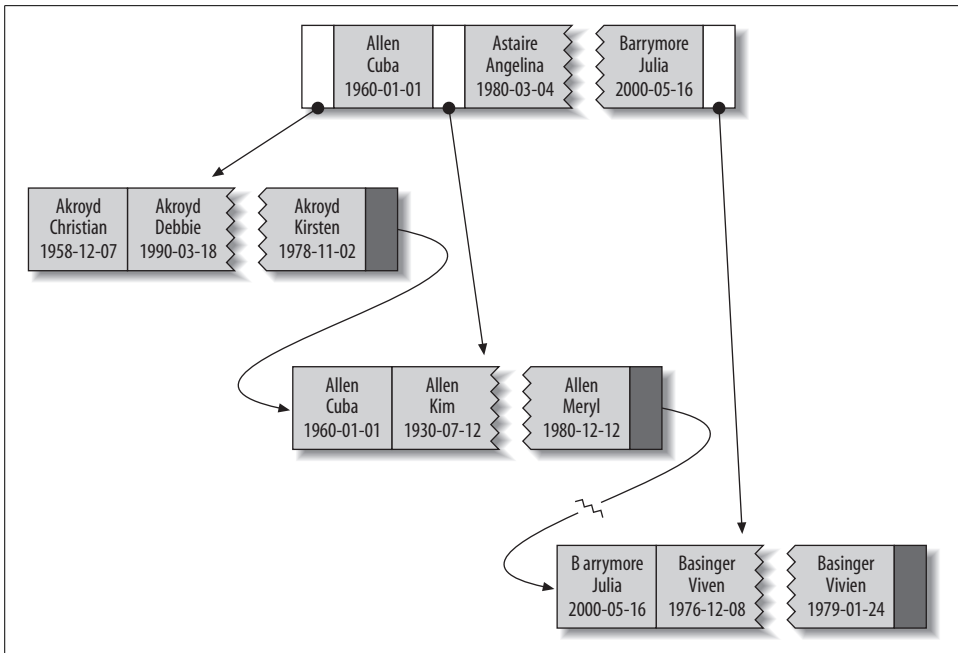 Allen
Cuba
1960-01-01
Astaire
Angelina
1980-03-04
Barrymore
Julia
2000-05-16
Akroyd
Christian
1958-12-07
Akroyd
Debbie
1990-03-18
Akroyd
Kirsten
1978-11-02
Allen
Cuba
1960-01-01
Allen
Kim
1930-07-12
Allen
Meryl
1980-12-12
B arrymore
Julia
2000-05-16
Basinger
Viven
1976-12-08
Basinger
Vivien
1979-01-24